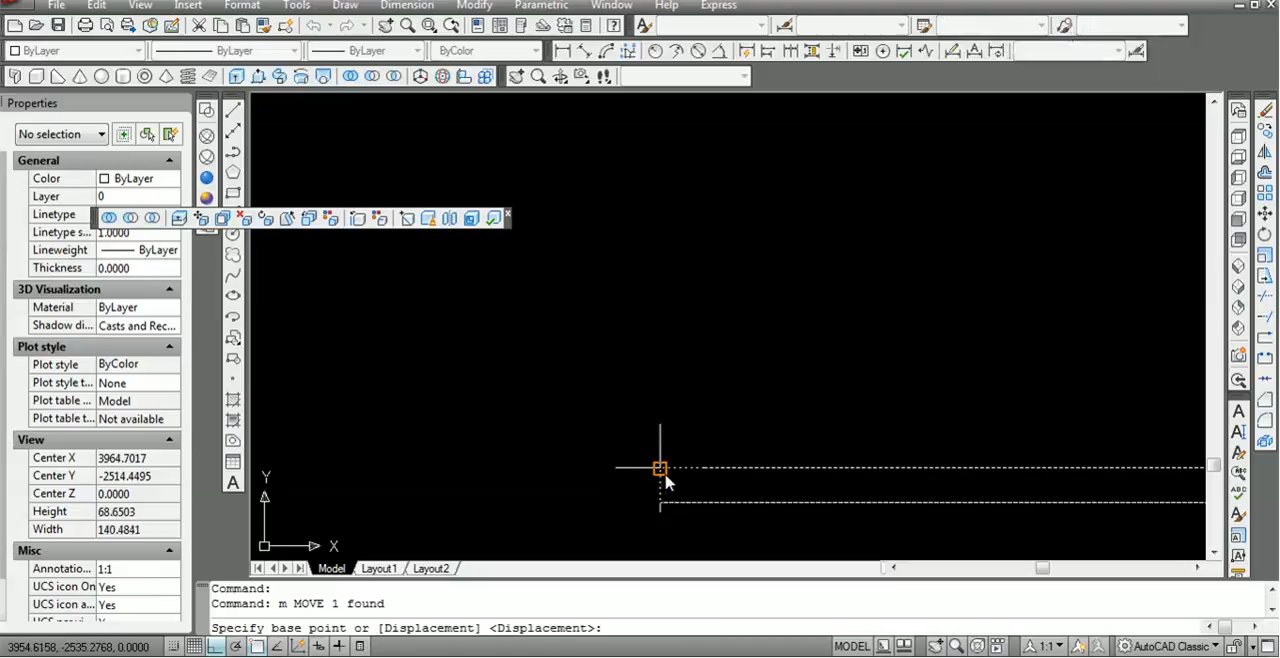 File Edit View Insert Format Tools Draw Dimension Modify Parametric Window Help Express
ByLayer ByLayer ByLayer ByColor
Properties
No selection
General
Color ByLayer
Layer 0
Linetype
Linetype s... 1.0000
Lineweight ByLayer
Thickness 0.0000
3D Visualization
Material ByLayer
Shadow di... Casts and Rec...
Plot style
Plot style ByColor
Plot style t... None
Plot table ... Model
Plot table t... Not available
View
Center X 3964.7017
Center Y -2514.4495
Center Z 0.0000
Height 68.6503
Width 140.4841
Misc
Annotatio... 1:1
UCS icon On Yes
UCS icon a... Yes
Y
X
Model Layout1 Layout2
Command:
Command: m MOVE 1 found
Specify base point or [Displacement] <Displacement>:
3954.6158, -2535.2768, 0.0000 MODEL 1:1 AutoCAD Classic